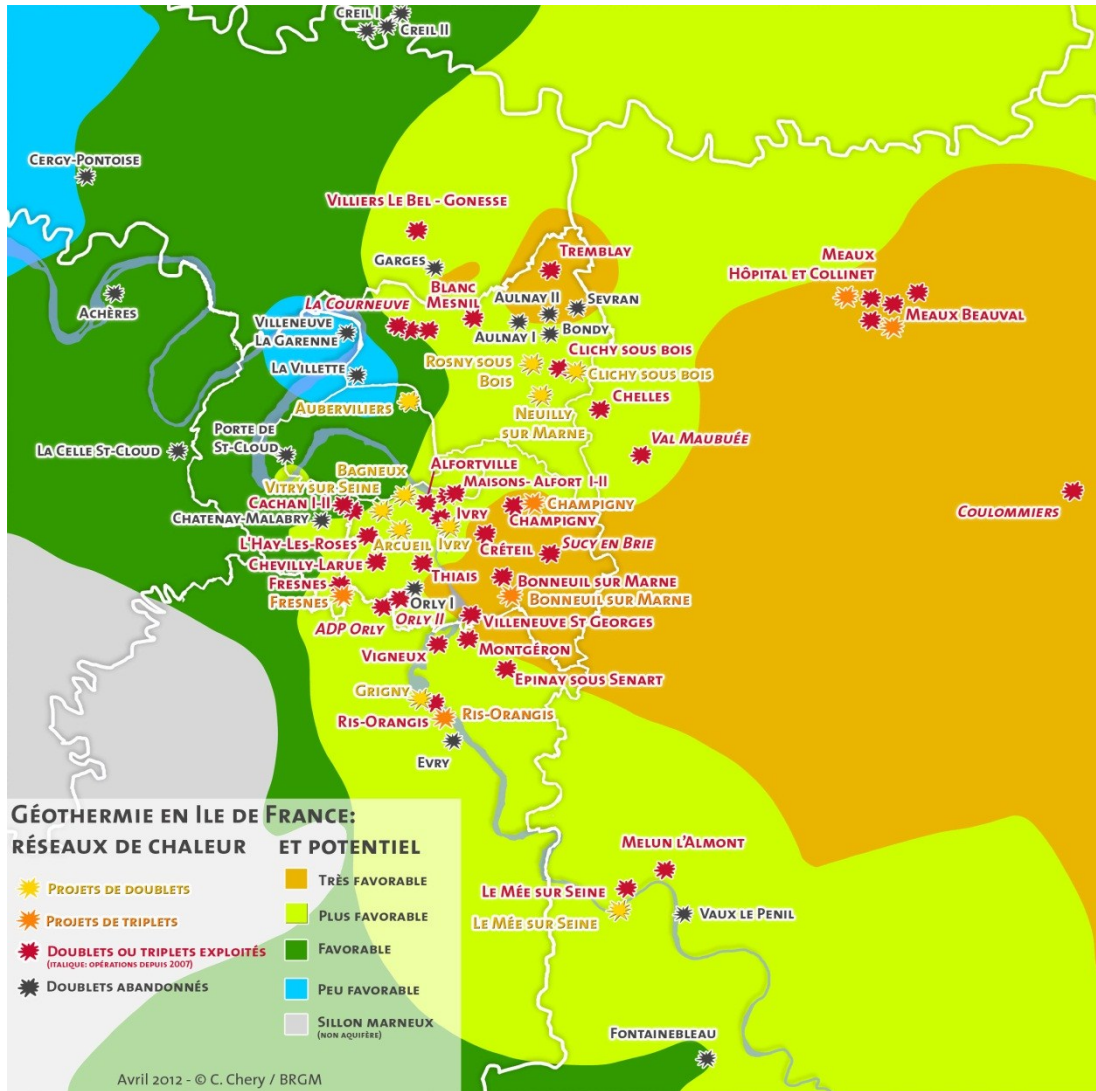 Creil I
Creil II
Cergy-Pontoise
Villiers Le Bel - Gonesse
Garges
Tremblay
Meaux
Hôpital et Collinet
Blanc
Mesnil
Aulnay II
Sevran
Achères
La Courneuve
Meaux Beauval
Villeneuve
La Garenne
Aulnay I
Bondy
Clichy sous bois
Rosny sous
Bois
La Villette
Clichy sous bois
Chelles
Aubervilliers
Neuilly
sur Marne
Porte de
St-Cloud
Val Maubuée
La Celle St-Cloud
Bagneux
Alfortville
Vitry sur Seine
Maisons-Alfort I-II
Cachan I-II
Champigny
Coulommiers
Chatenay-Malabry
Ivry
Champigny
L'Hay-Les-Roses
Arcueil
Ivry
Créteil
Sucy en Brie
Chevilly-Larue
Thiais
Fresnes
Bonneuil sur Marne
Fresnes
Orly I
Bonneuil sur Marne
ADP Orly
Orly II
Villeneuve St Georges
Vigneux
Montgéron
Epinay sous Senart
Grigny
Ris-Orangis
Ris-Orangis
Evry
Géothermie en Ile de France:
réseaux de chaleur
et potentiel
Projets de doublets
Projets de triplets
Doublets ou triplets exploités
(italique: opérations depuis 2007)
Doublets abandonnés
Très favorable
Plus favorable
Favorable
Peu favorable
Sillon marneux
(non aquifère)
Melun l'Almont
Le Mée sur Seine
Le Mée sur Seine
Vaux le Penil
Fontainebleau
Avril 2012 - © C. Chery / BRGM